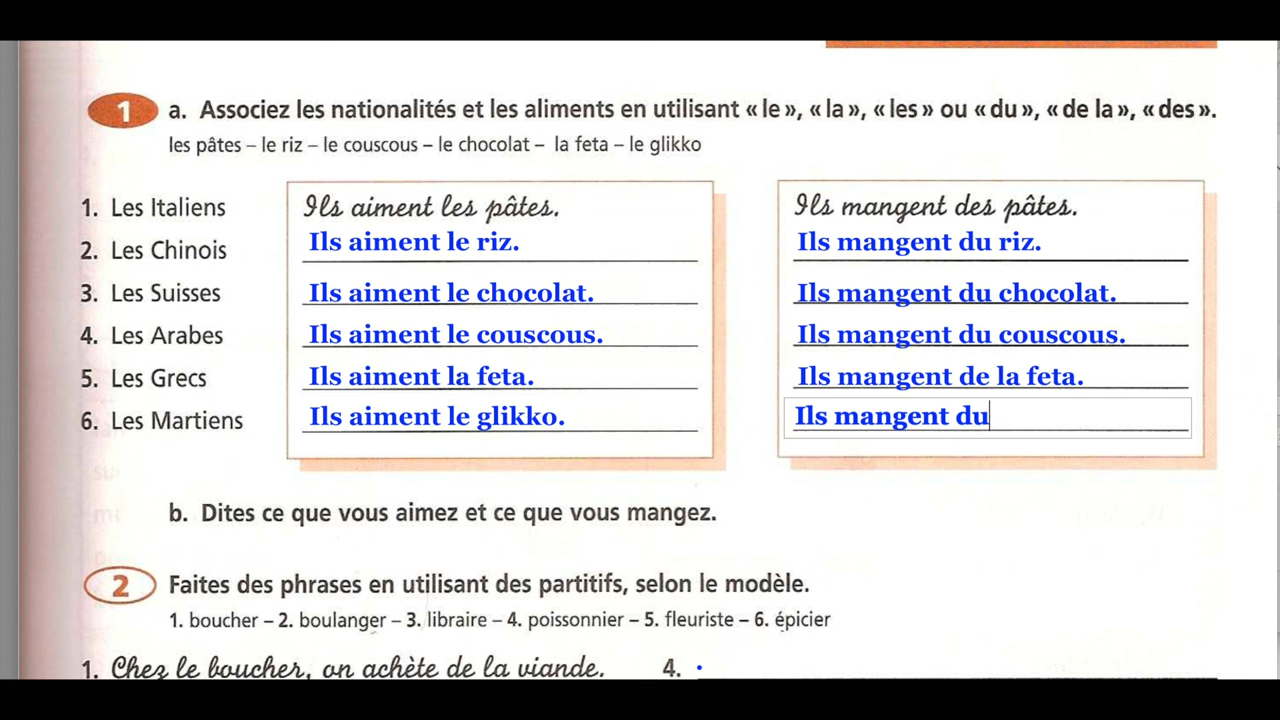 1 a. Associez les nationalités et les aliments en utilisant « le », « la », « les » ou « du », « de la », « des ».
les pâtes – le riz – le couscous – le chocolat – la feta – le glikko
1. Les Italiens Ils aiment les pâtes. Ils mangent des pâtes.
2. Les Chinois Ils aiment le riz. Ils mangent du riz.
3. Les Suisses Ils aiment le chocolat. Ils mangent du chocolat.
4. Les Arabes Ils aiment le couscous. Ils mangent du couscous.
5. Les Grecs Ils aiment la feta. Ils mangent de la feta.
6. Les Martiens Ils aiment le glikko. Ils mangent du
b. Dites ce que vous aimez et ce que vous mangez.
2 Faites des phrases en utilisant des partitifs, selon le modèle.
1. boucher – 2. boulanger – 3. libraire – 4. poissonnier – 5. fleuriste – 6. épicier
1. Chez le boucher, on achète de la viande. 4.